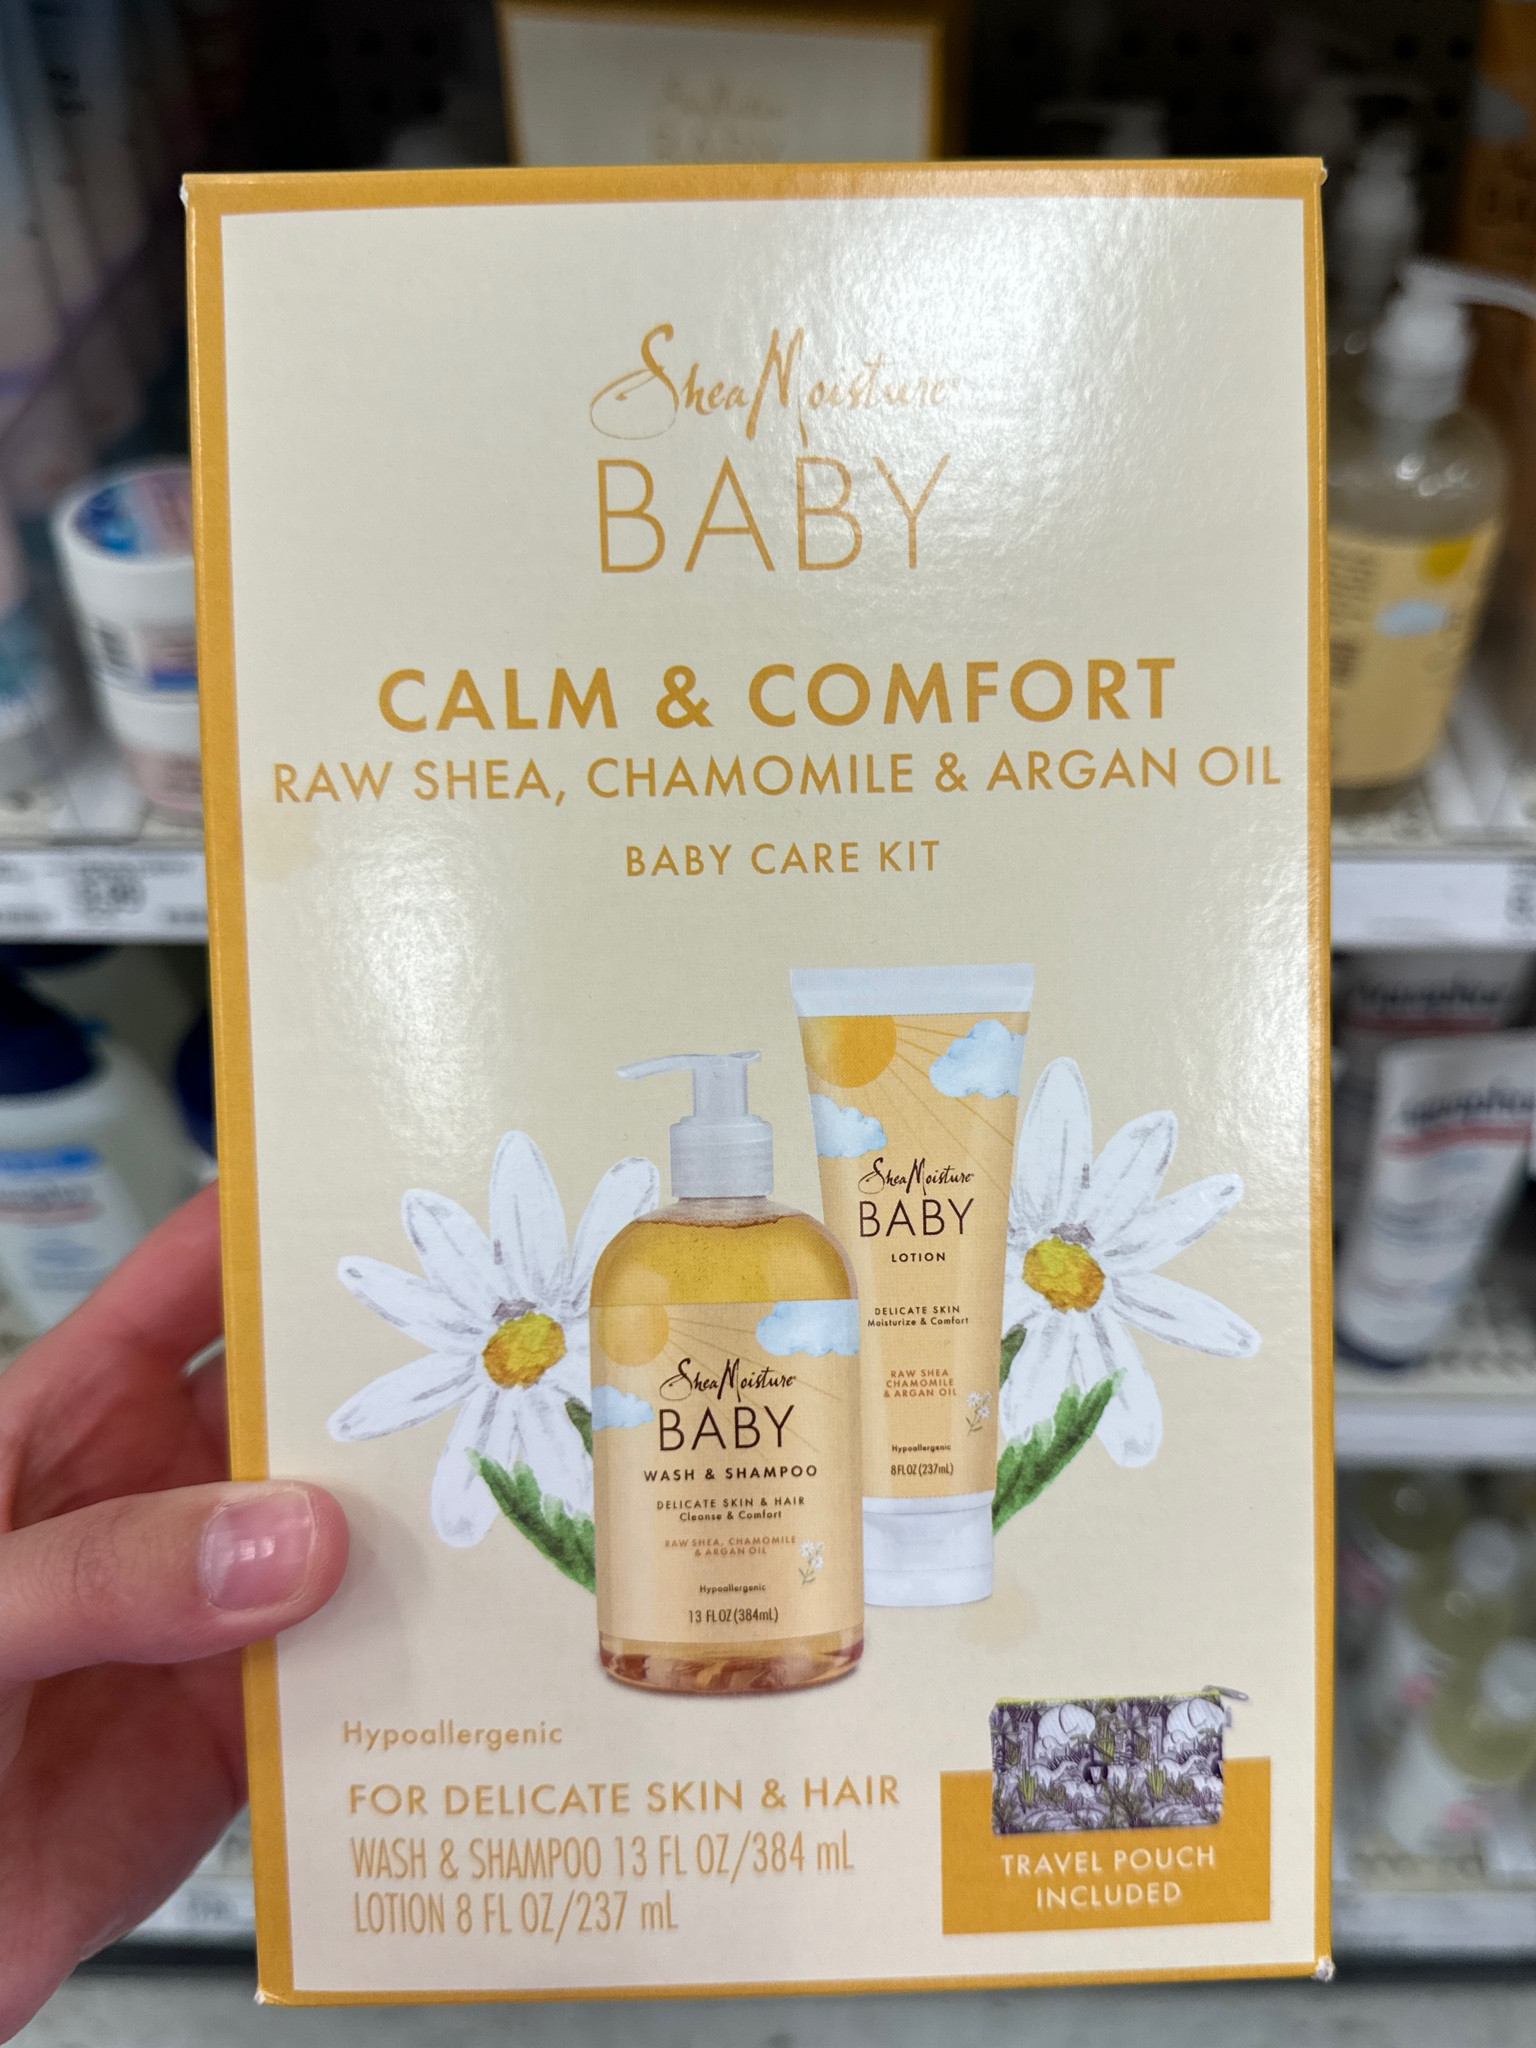 SheaMoisture
BABY
CALM & COMFORT
RAW SHEA, CHAMOMILE & ARGAN OIL
BABY CARE KIT
SheaMoisture
BABY
LOTION
DELICATE SKIN
Moisturize & Comfort
RAW SHEA
CHAMOMILE
& ARGAN OIL
Hypoallergenic
8FL OZ (237mL)
SheaMoisture
BABY
WASH & SHAMPOO
DELICATE SKIN & HAIR
Cleanse & Comfort
RAW SHEA, CHAMOMILE
& ARGAN OIL
Hypoallergenic
13 FL OZ (384mL)
Hypoallergenic
FOR DELICATE SKIN & HAIR
WASH & SHAMPOO 13 FL OZ/384 mL
LOTION 8 FL OZ/237 mL
TRAVEL POUCH
INCLUDED